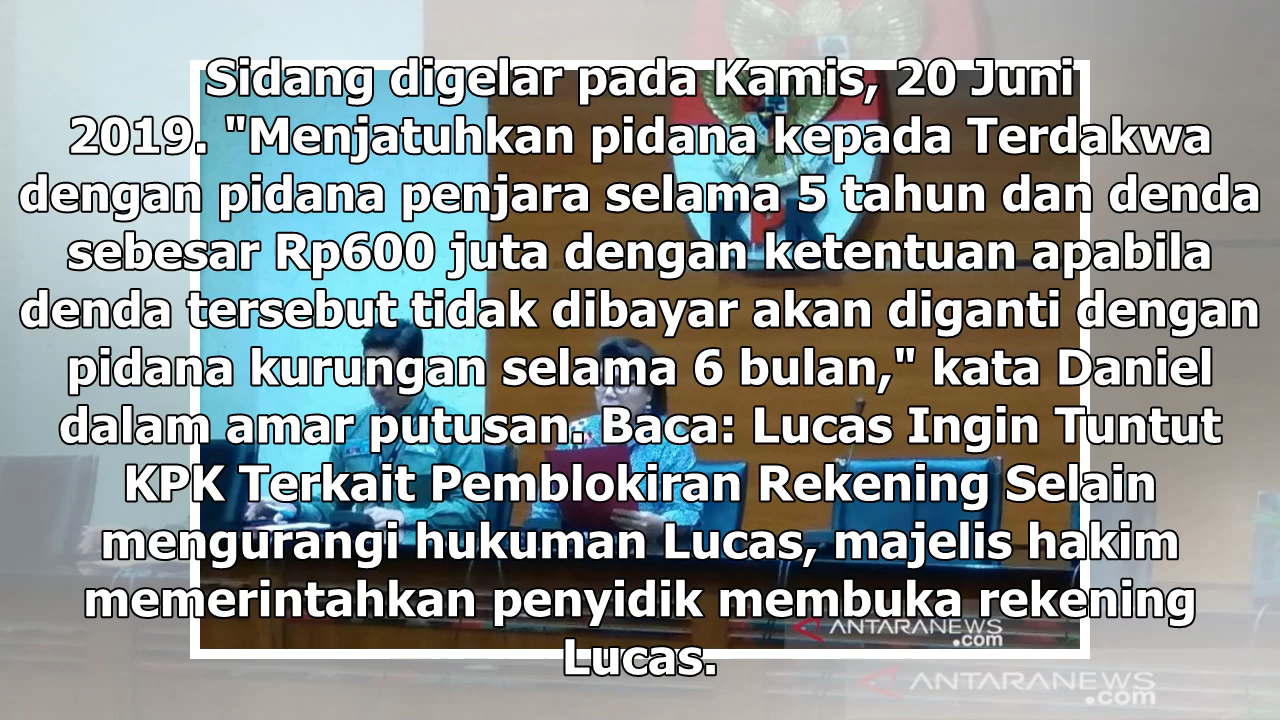 Sidang digelar pada Kamis, 20 Juni
2019. "Menjatuhkan pidana kepada Terdakwa
dengan pidana penjara selama 5 tahun dan denda
sebesar Rp600 juta dengan ketentuan apabila
denda tersebut tidak dibayar akan diganti dengan
pidana kurungan selama 6 bulan," kata Daniel
dalam amar putusan. Baca: Lucas Ingin Tuntut
KPK Terkait Pemblokiran Rekening Selain
mengurangi hukuman Lucas, majelis hakim
memerintahkan penyidik membuka rekening
Lucas.
KPK
ANTARANEWS
.com
ANTARANEWS
.com